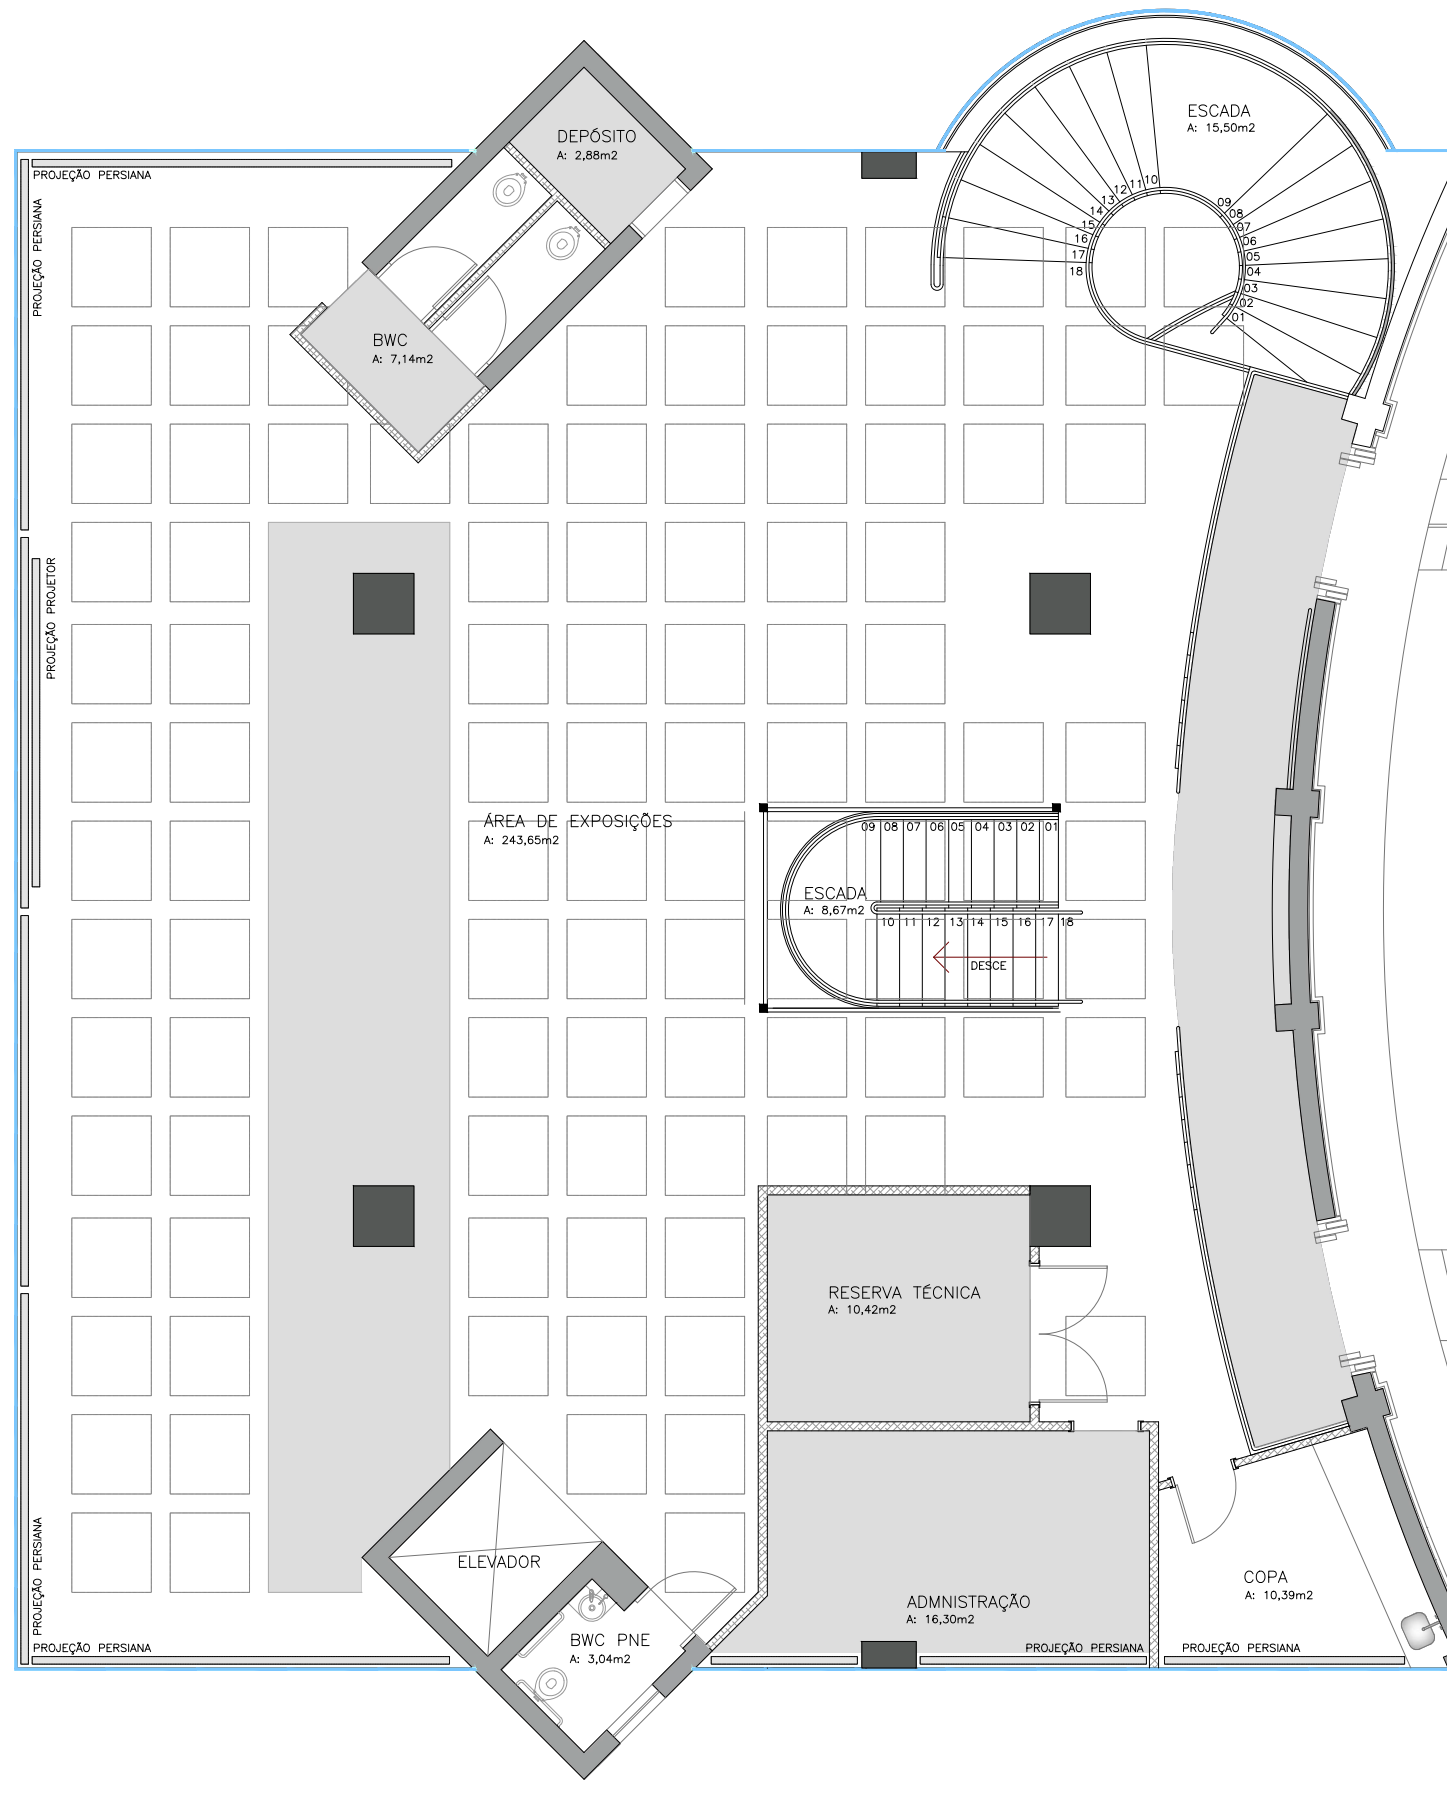 ESCADA
A: 15,50m2
DEPÓSITO
A: 2,88m2
PROJEÇÃO PERSIANA
PROJEÇÃO PERSIANA
10
11
12
13
14
15
16
17
18
09
08
07
06
05
04
03
02
01
BWC
A: 7,14m2
PROJEÇÃO PROJETOR
ÁREA DE EXPOSIÇÕES
A: 243,65m2
09 08 07 06 05 04 03 02 01
ESCADA
A: 8,67m2
10 11 12 13 14 15 16 17 18
DESCE
RESERVA TÉCNICA
A: 10,42m2
PROJEÇÃO PERSIANA
ELEVADOR
COPA
A: 10,39m2
ADMNISTRAÇÃO
A: 16,30m2
BWC PNE
A: 3,04m2
PROJEÇÃO PERSIANA
PROJEÇÃO PERSIANA
PROJEÇÃO PERSIANA